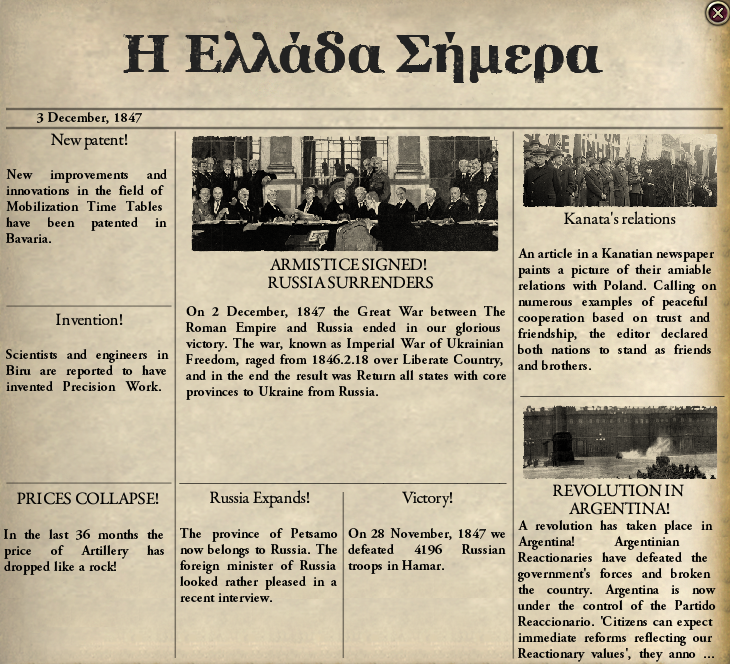 Η Ελλάδα Σήμερα
3 December, 1847
New patent!
New improvements and
innovations in the field of
Mobilization Time Tables
have been patented in
Bavaria.
Invention!
Scientists and engineers in
Biru are reported to have
invented Precision Work.
PRICES COLLAPSE!
In the last 36 months the
price of Artillery has
dropped like a rock!
ARMISTICE SIGNED!
RUSSIA SURRENDERS
On 2 December, 1847 the Great War between The
Roman Empire and Russia ended in our glorious
victory. The war, known as Imperial War of Ukrainian
Freedom, raged from 1846.2.18 over Liberate Country,
and in the end the result was Return all states with core
provinces to Ukraine from Russia.
Russia Expands!
The province of Petsamo
now belongs to Russia. The
foreign minister of Russia
looked rather pleased in a
recent interview.
Victory!
On 28 November, 1847 we
defeated 4196 Russian
troops in Hamar.
Kanata's relations
An article in a Kanatian newspaper
paints a picture of their amiable
relations with Poland. Calling on
numerous examples of peaceful
cooperation based on trust and
friendship, the editor declared
both nations to stand as friends
and brothers.
REVOLUTION IN
ARGENTINA!
A revolution has taken place in
Argentina! Argentinian
Reactionaries have defeated the
government's forces and broken
the country. Argentina is now
under the control of the Partido
Reaccionario. 'Citizens can expect
immediate reforms reflecting our
Reactionary values', they anno ...